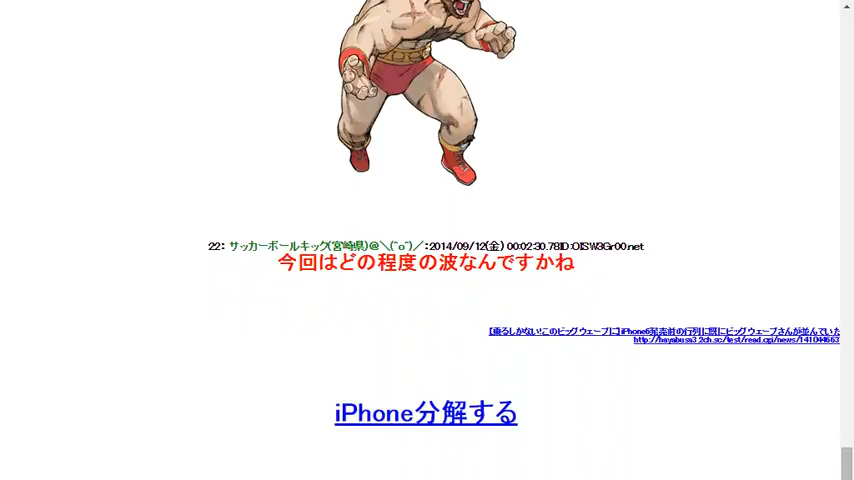 22: サッカーボールキック(宮崎県)@＼(^o^)／:2014/09/12(金) 00:02:30.78ID:OISW3Gr00.net
今回はどの程度の波なんですかね
【乗るしかない!このビッグウェーブに】iPhone6発売前の行列に既にビッグウェーブさんが並んでいた
http://hayabusa3.2ch.sc/test/read.cgi/news/141044663
iPhone分解する